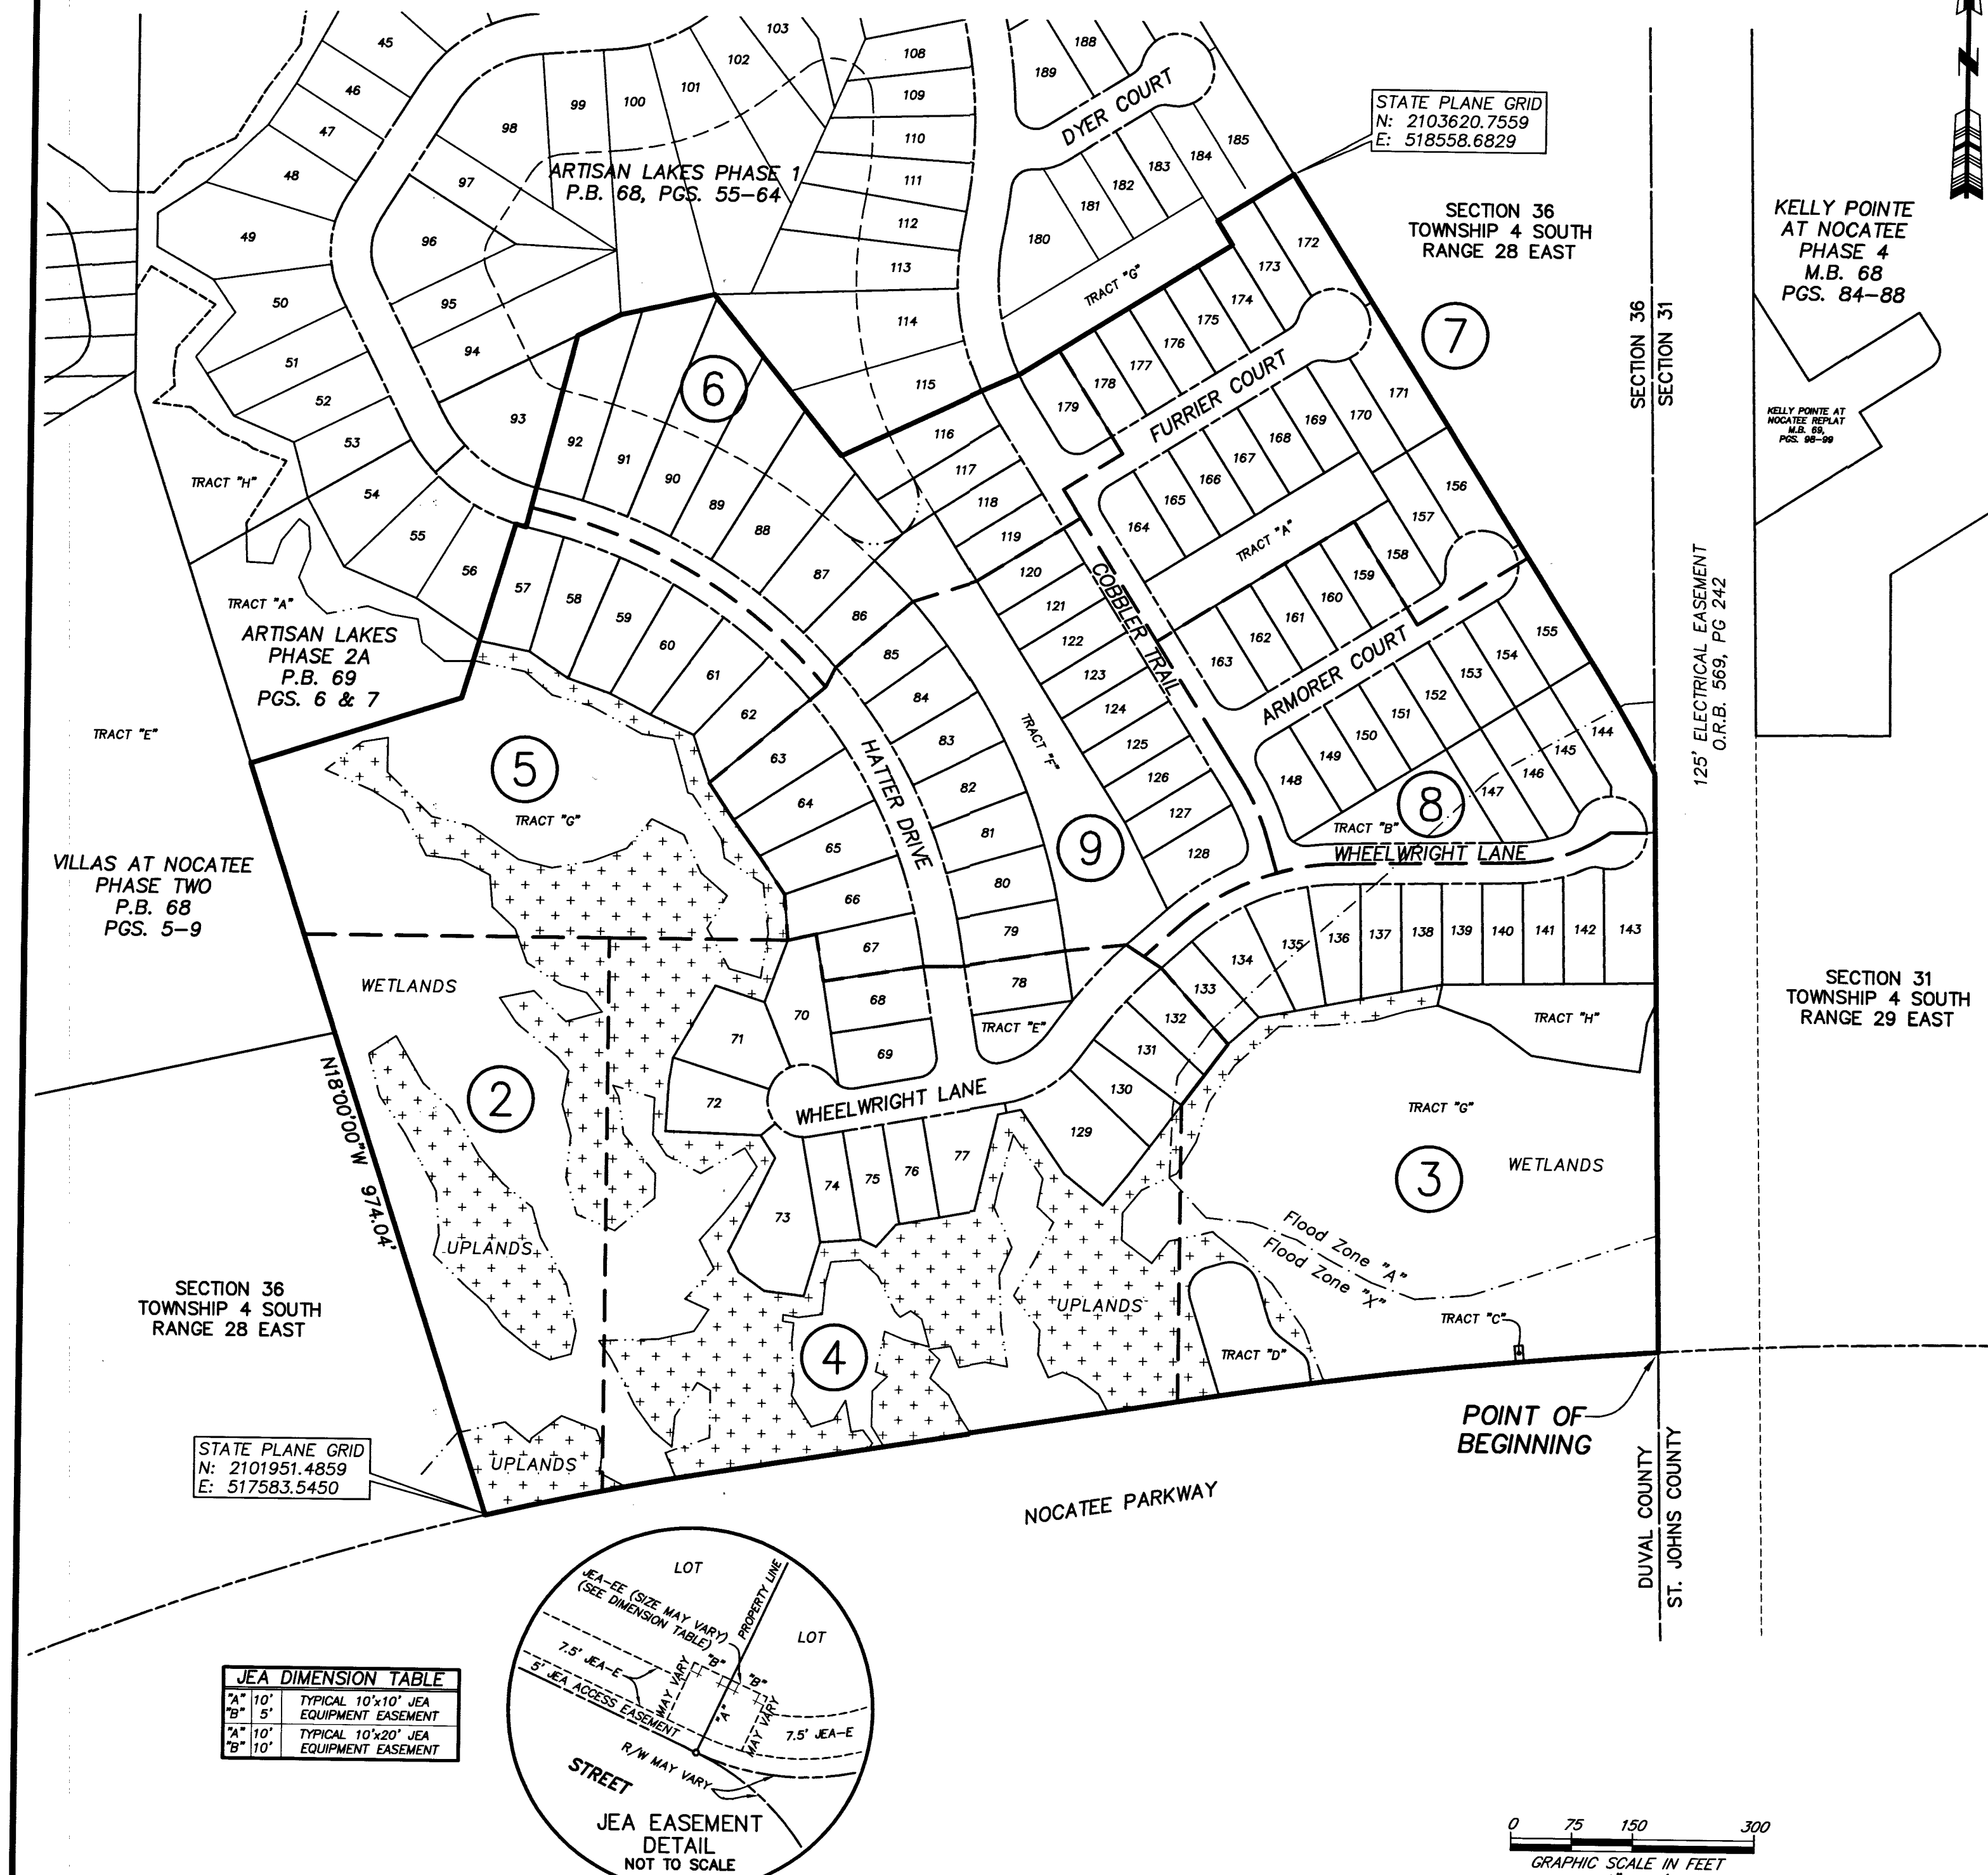 45
46
47
48
49
50
51
52
53
54
55
56
93
94
95
96
97
98
99
100
101
102
103
108
109
110
111
112
113
114
115
ARTISAN LAKES PHASE 1
P.B. 68, PGS. 55-64
188
189
DYER COURT
185
184
183
182
181
180
TRACT "G"
STATE PLANE GRID
N: 2103620.7559
E: 518558.6829
SECTION 36
TOWNSHIP 4 SOUTH
RANGE 28 EAST
KELLY POINTE
AT NOCATEE
PHASE 4
M.B. 68
PGS. 84-88
KELLY POINTE AT
NOCATEE REPLAT
M.B. 69,
PGS. 98-99
SECTION 36
SECTION 31
125' ELECTRICAL EASEMENT
O.R.B. 569, PG 242
N
7
172
173
174
175
176
177
178
179
FURRIER COURT
171
170
169
168
167
166
165
164
TRACT "A"
156
157
158
159
160
161
162
163
ARMORER COURT
155
154
153
152
151
150
149
148
144
145
146
147
8
TRACT "B"
WHEELWRIGHT LANE
COBBLER TRAIL
6
92
91
90
89
88
87
86
85
84
83
82
81
80
79
78
TRACT "E"
116
117
118
119
120
121
122
123
124
125
126
127
128
TRACT "F"
9
HATTER DRIVE
57
58
59
60
61
62
63
64
65
66
67
68
69
70
71
72
73
74
75
76
77
WHEELWRIGHT LANE
129
130
131
132
133
134
135
136
137
138
139
140
141
142
143
TRACT "H"
TRACT "H"
TRACT "A"
ARTISAN LAKES
PHASE 2A
P.B. 69
PGS. 6 & 7
TRACT "E"
5
TRACT "G"
VILLAS AT NOCATEE
PHASE TWO
P.B. 68
PGS. 5-9
WETLANDS
2
N18°00'00"W 974.04'
UPLANDS
SECTION 36
TOWNSHIP 4 SOUTH
RANGE 28 EAST
STATE PLANE GRID
N: 2101951.4859
E: 517583.5450
UPLANDS
4
UPLANDS
TRACT "G"
3
WETLANDS
Flood Zone "A"
Flood Zone "X"
TRACT "C"
TRACT "D"
SECTION 31
TOWNSHIP 4 SOUTH
RANGE 29 EAST
POINT OF
BEGINNING
DUVAL COUNTY
ST. JOHNS COUNTY
NOCATEE PARKWAY
JEA DIMENSION TABLE
"A" 10' TYPICAL 10'x10' JEA
"B" 5' EQUIPMENT EASEMENT
"A" 10' TYPICAL 10'x20' JEA
"B" 10' EQUIPMENT EASEMENT
LOT
JEA-EE (SIZE MAY VARY)
(SEE DIMENSION TABLE)
PROPERTY LINE
LOT
7.5' JEA-E
5' JEA ACCESS EASEMENT
MAY VARY
"B"
"B"
"A"
MAY VARY
7.5' JEA-E
R/W MAY VARY
STREET
JEA EASEMENT
DETAIL
NOT TO SCALE
0 75 150 300
GRAPHIC SCALE IN FEET